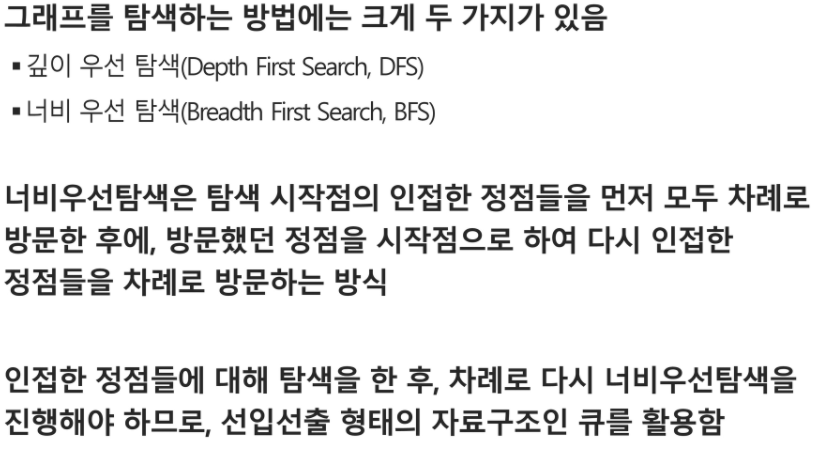 그래프를 탐색하는 방법에는 크게 두 가지가 있음
▪ 깊이 우선 탐색(Depth First Search, DFS)
▪ 너비 우선 탐색(Breadth First Search, BFS)
너비우선탐색은 탐색 시작점의 인접한 정점들을 먼저 모두 차례로
방문한 후에, 방문했던 정점을 시작점으로 하여 다시 인접한
정점들을 차례로 방문하는 방식
인접한 정점들에 대해 탐색을 한 후, 차례로 다시 너비우선탐색을
진행해야 하므로, 선입선출 형태의 자료구조인 큐를 활용함